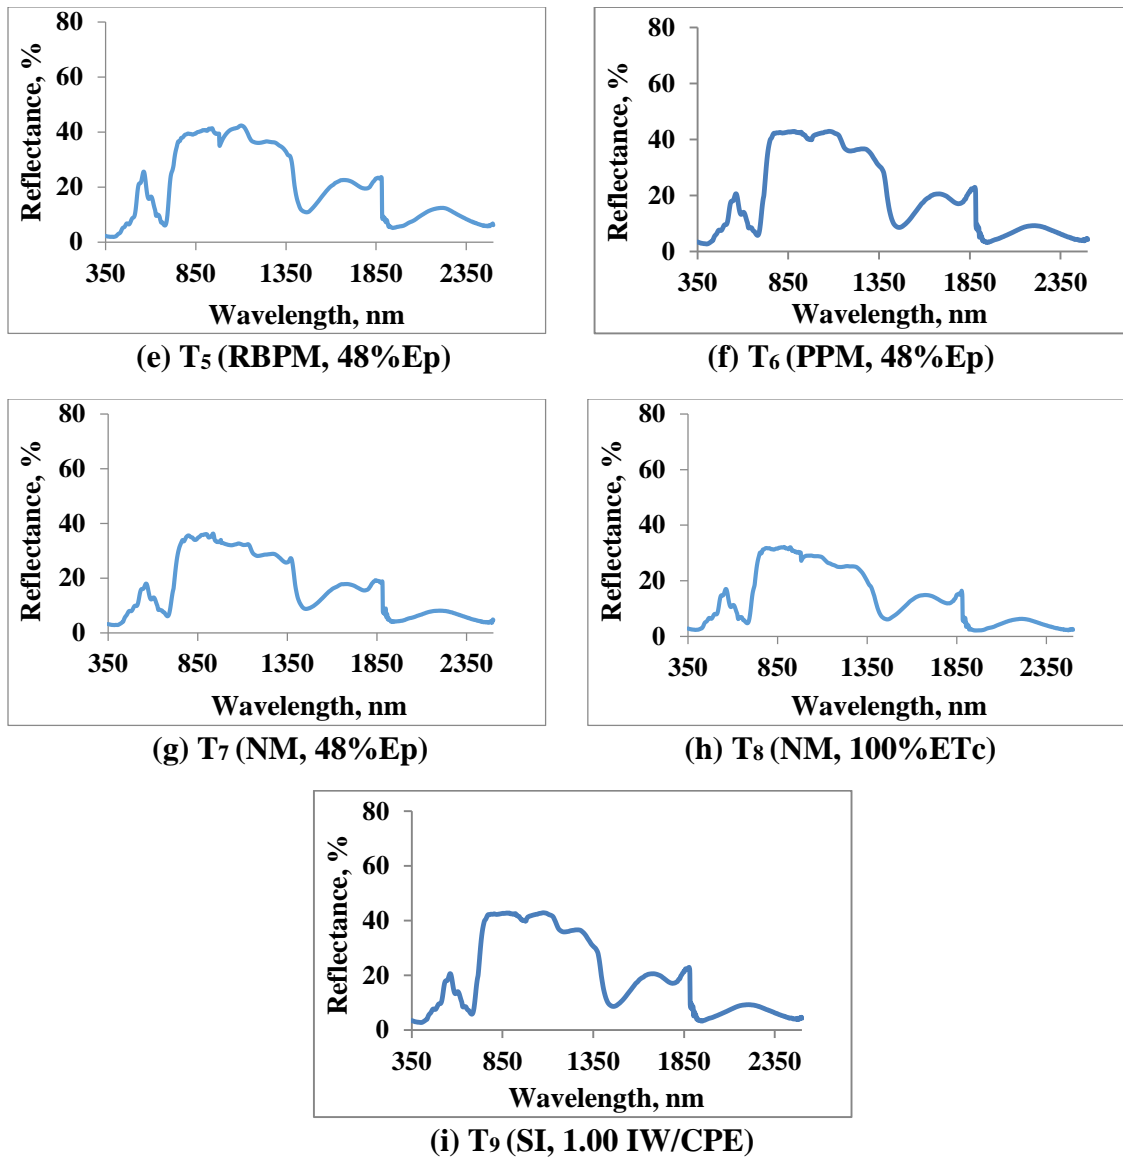 80
60
40
20
0
Reflectance, %
350 850 1350 1850 2350
Wavelength, nm
(e) T5 (RBPM, 48%Ep)
80
60
40
20
0
Reflectance, %
350 850 1350 1850 2350
Wavelength, nm
(f) T6 (PPM, 48%Ep)
80
60
40
20
0
Reflectance, %
350 850 1350 1850 2350
Wavelength, nm
(g) T7 (NM, 48%Ep)
80
60
40
20
0
Reflectance, %
350 850 1350 1850 2350
Wavelength, nm
(h) T8 (NM, 100%ETc)
80
60
40
20
0
Reflectance, %
350 850 1350 1850 2350
Wavelength, nm
(i) T9 (SI, 1.00 IW/CPE)